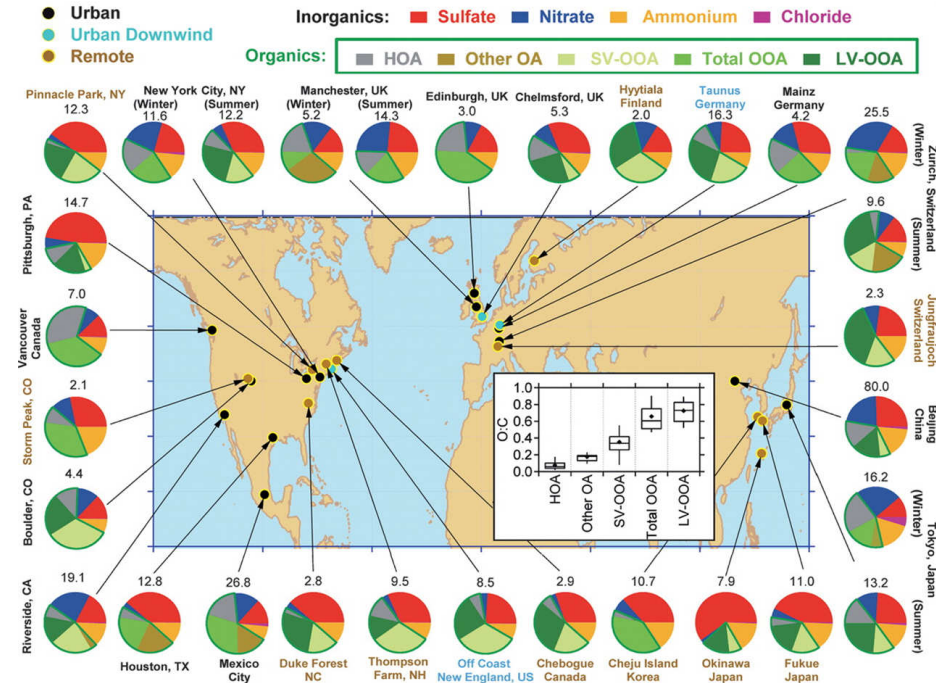 Urban
Urban Downwind
Remote
Inorganics: Sulfate Nitrate Ammonium Chloride
Organics: HOA Other OA SV-OOA Total OOA LV-OOA
Pinnacle Park, NY
12.3
New York City, NY
(Winter) (Summer)
11.6 12.2
Manchester, UK
(Winter) (Summer)
5.2 14.3
Edinburgh, UK
3.0
Chelmsford, UK
5.3
Hyytiala
Finland
2.0
Taunus
Germany
16.3
Mainz
Germany
4.2
25.5
Zurich, Switzerland
(Winter)
(Summer)
9.6
Pittsburgh, PA
14.7
Vancouver
Canada
7.0
Jungfraujoch
Switzerland
2.3
Storm Peak, CO
2.1
Beijing
China
80.0
Boulder, CO
4.4
Tokyo, Japan
(Winter)
(Summer)
16.2
13.2
O:C
1.0
0.8
0.6
0.4
0.2
0.0
HOA
Other OA
SV-OOA
Total OOA
LV-OOA
Riverside, CA
19.1
12.8
Houston, TX
26.8
Mexico
City
2.8
Duke Forest
NC
9.5
Thompson
Farm, NH
8.5
Off Coast
New England, US
2.9
Chebogue
Canada
10.7
Cheju Island
Korea
7.9
Okinawa
Japan
11.0
Fukue
Japan